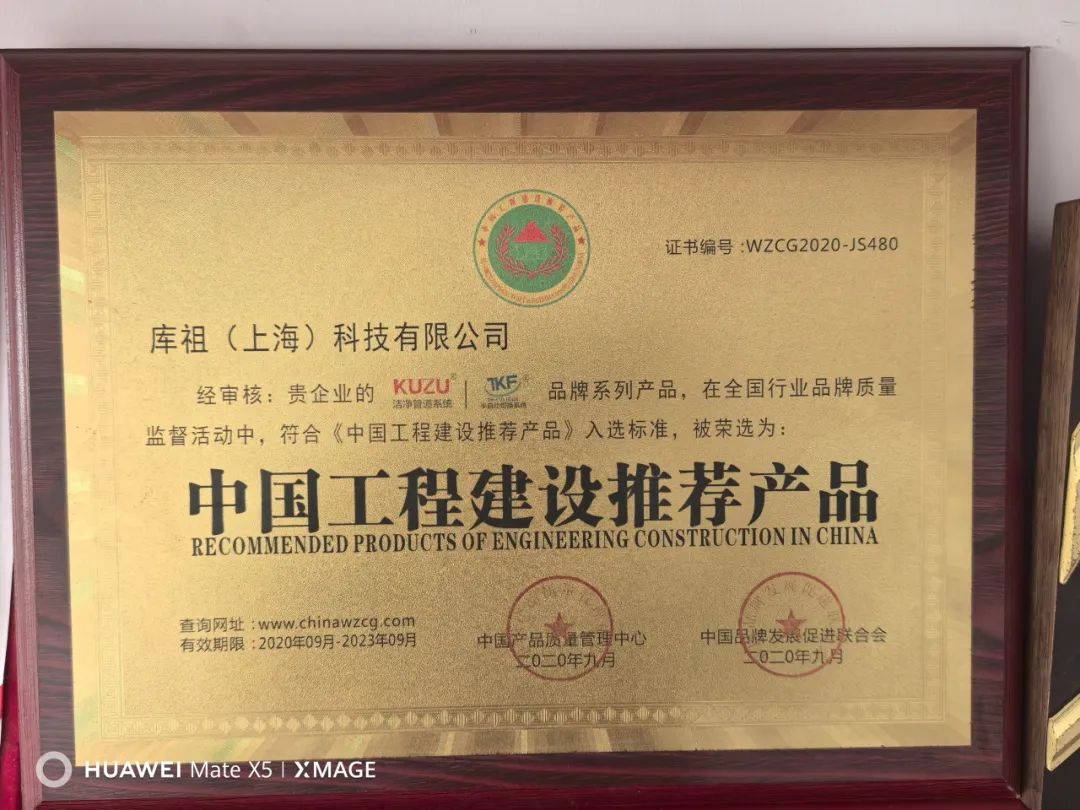 证书编号:WZCG2020-JS480
库祖（上海）科技有限公司
经审核：贵企业的 KUZU® 洁净管道系统 | TKF® 品牌系列产品，在全国行业品牌质量
监督活动中，符合《中国工程建设推荐产品》入选标准，被荣选为：
中国工程建设推荐产品
RECOMMENDED PRODUCTS OF ENGINEERING CONSTRUCTION IN CHINA
查询网址:www.chinawzcg.com
有效期限:2020年09月-2023年09月
中国产品质量管理中心
二〇二〇年九月
中国品牌发展促进联合会
二〇二〇年九月
HUAWEI Mate X5 | XMAGE